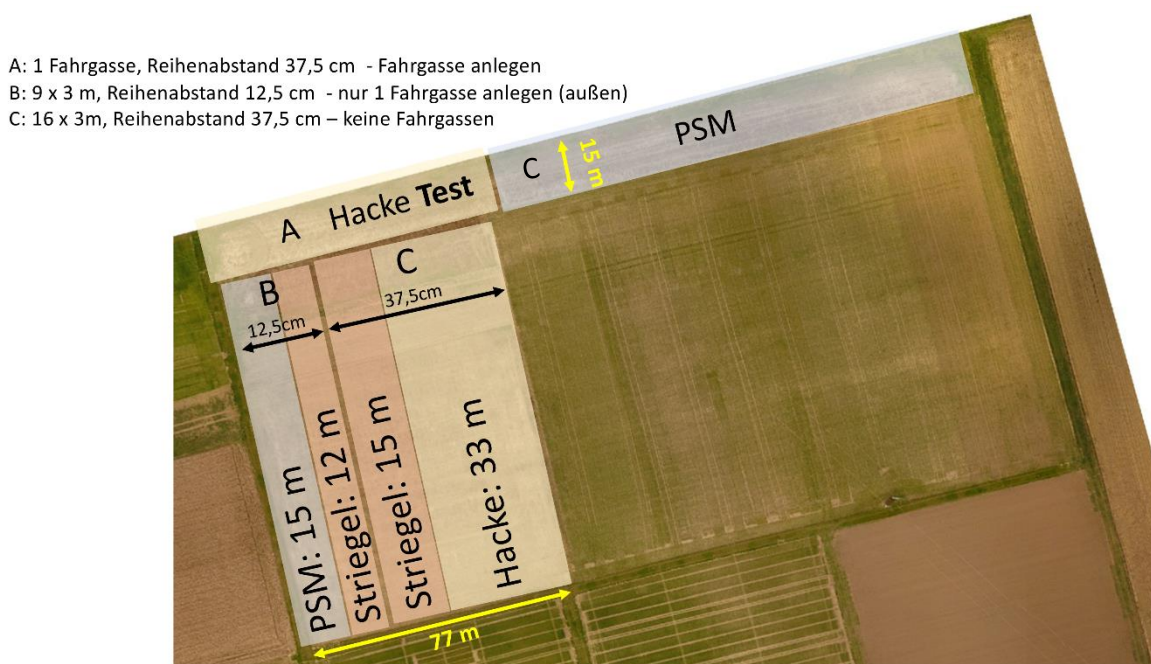 A: 1 Fahrgasse, Reihenabstand 37,5 cm  - Fahrgasse anlegen
B: 9 x 3 m, Reihenabstand 12,5 cm  - nur 1 Fahrgasse anlegen (außen)
C: 16 x 3m, Reihenabstand 37,5 cm – keine Fahrgassen
PSM
C
15 m
A Hacke Test
B
C
12,5cm
37,5cm
PSM: 15 m
Striegel: 12 m
Striegel: 15 m
Hacke: 33 m
77 m